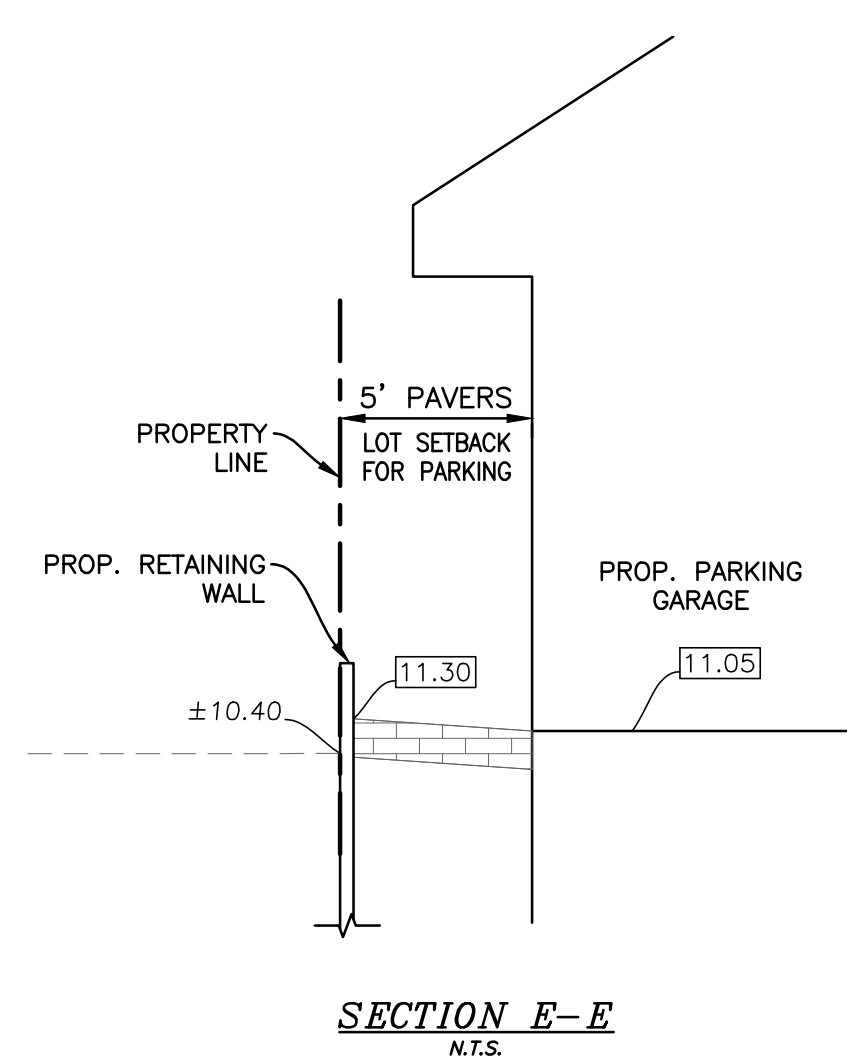 5' PAVERS
LOT SETBACK
FOR PARKING
PROPERTY
LINE
PROP. RETAINING
WALL
PROP. PARKING
GARAGE
11.30
11.05
±10.40
SECTION E-E
N.T.S.